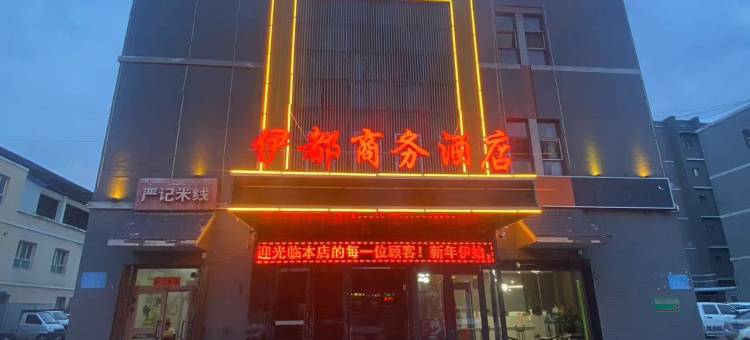 伊都商务酒店
严记米线
迎光临本店的每一位顾客!新年伊始